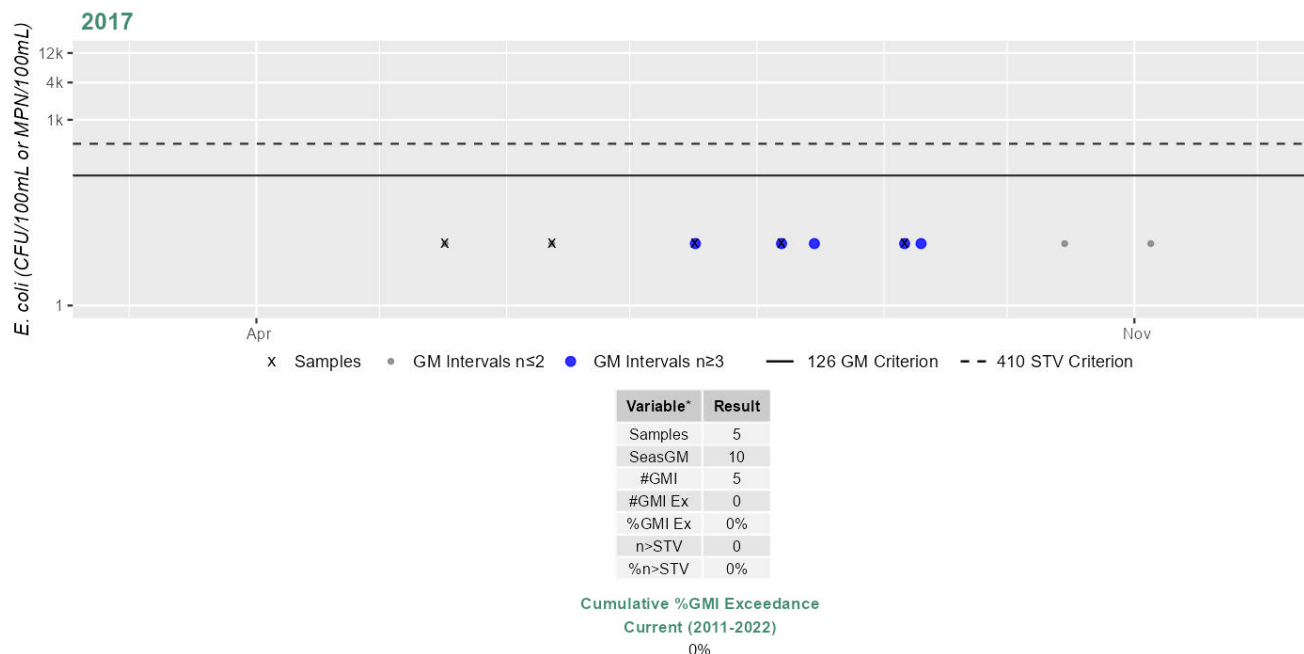 2017
E. coli (CFU/100mL or MPN/100mL)
12k
4k
1k
1
Apr
Nov
x Samples GM Intervals n≤2 GM Intervals n≥3 126 GM Criterion 410 STV Criterion
Variable* Result
Samples 5
SeasGM 10
#GMI 5
#GMI Ex 0
%GMI Ex 0%
n>STV 0
%n>STV 0%
Cumulative %GMI Exceedance
Current (2011-2022)
0%